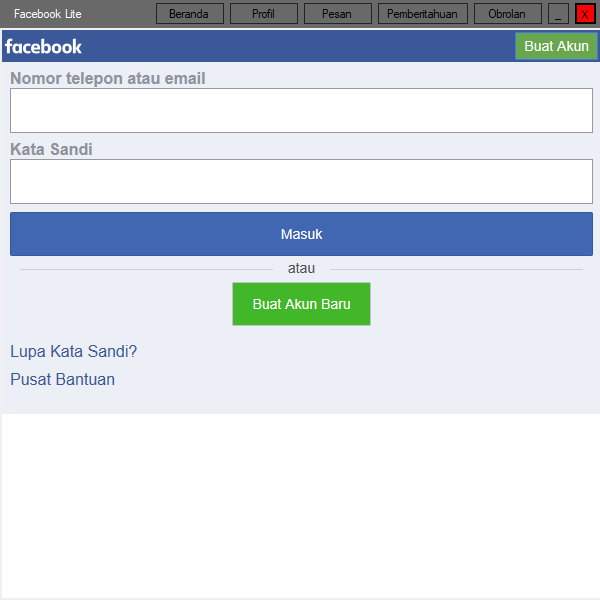 Facebook Lite Beranda Profil Pesan Pemberitahuan Obrolan _ X
facebook Buat Akun
Nomor telepon atau email
Kata Sandi
Masuk
atau
Buat Akun Baru
Lupa Kata Sandi?
Pusat Bantuan